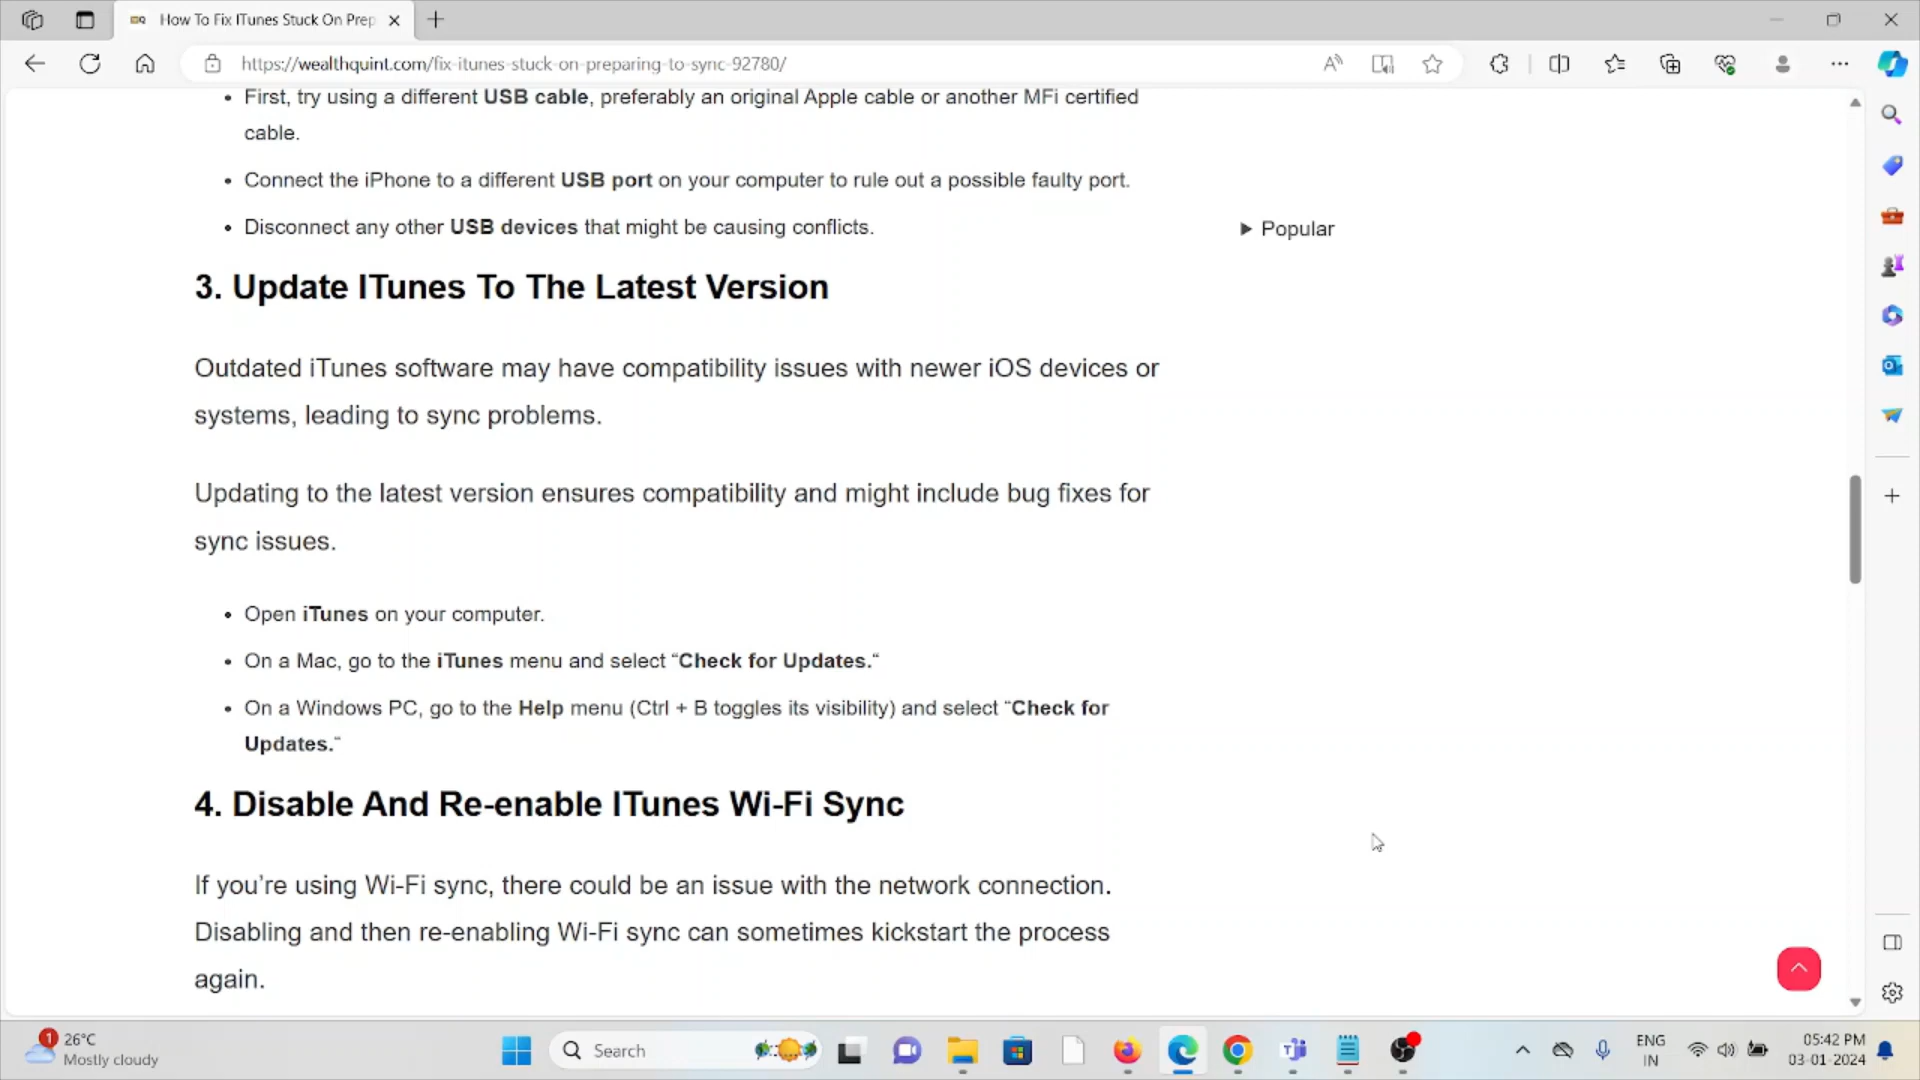 How To Fix ITunes Stuck On Prep
https://wealthquint.com/fix-itunes-stuck-on-preparing-to-sync-92780/
• First, try using a different USB cable, preferably an original Apple cable or another MFi certified
cable.
• Connect the iPhone to a different USB port on your computer to rule out a possible faulty port.
• Disconnect any other USB devices that might be causing conflicts.
▶ Popular
3. Update ITunes To The Latest Version
Outdated iTunes software may have compatibility issues with newer iOS devices or
systems, leading to sync problems.
Updating to the latest version ensures compatibility and might include bug fixes for
sync issues.
• Open iTunes on your computer.
• On a Mac, go to the iTunes menu and select “Check for Updates.“
• On a Windows PC, go to the Help menu (Ctrl + B toggles its visibility) and select “Check for
Updates.“
4. Disable And Re-enable ITunes Wi-Fi Sync
If you’re using Wi-Fi sync, there could be an issue with the network connection.
Disabling and then re-enabling Wi-Fi sync can sometimes kickstart the process
again.
1
26°C
Mostly cloudy
Search
ENG
IN
05:42 PM
03-01-2024